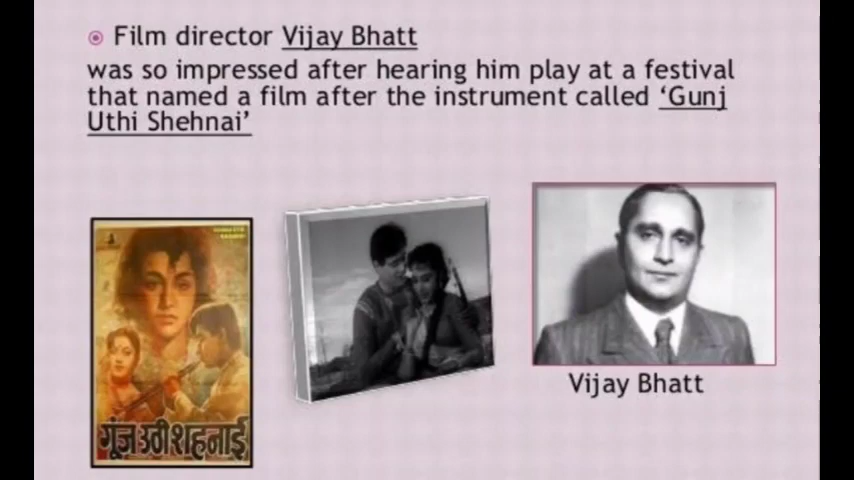 Film director Vijay Bhatt
was so impressed after hearing him play at a festival
that named a film after the instrument called ‘Gunj
Uthi Shehnai’
गूंज उठी शहनाई
Vijay Bhatt